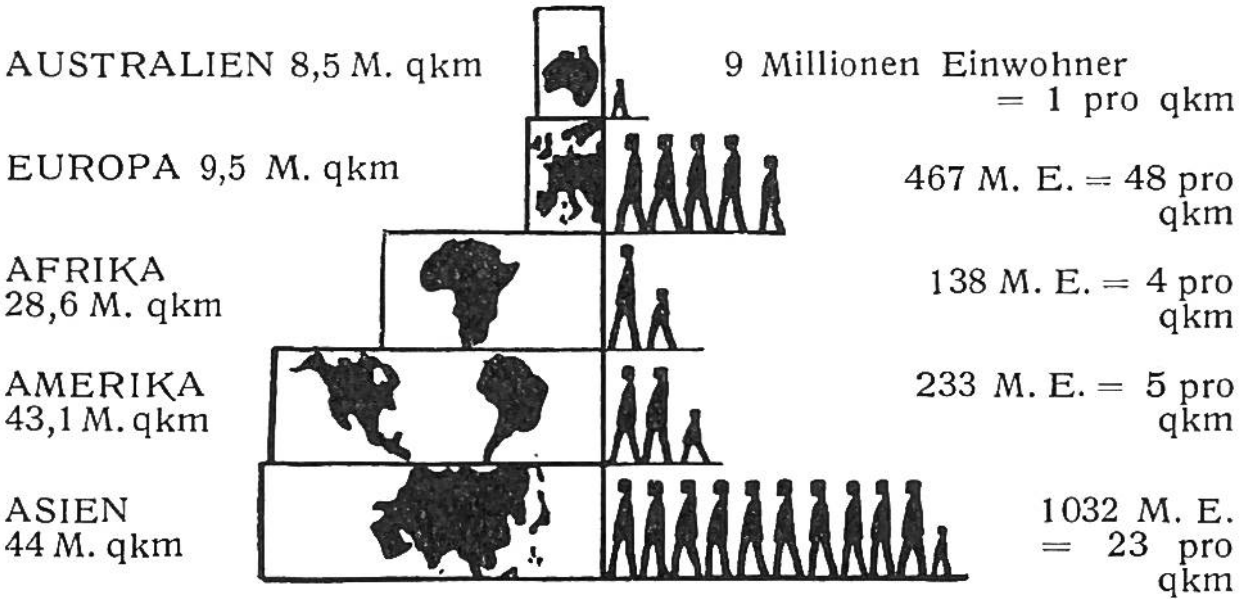 AUSTRALIEN 8,5 M. qkm
9 Millionen Einwohner
= 1 pro qkm
EUROPA 9,5 M. qkm
467 M. E. = 48 pro
qkm
AFRIKA
28,6 M. qkm
138 M. E. = 4 pro
qkm
AMERIKA
43,1 M. qkm
233 M. E. = 5 pro
qkm
ASIEN
44 M. qkm
1032 M. E.
= 23 pro
qkm